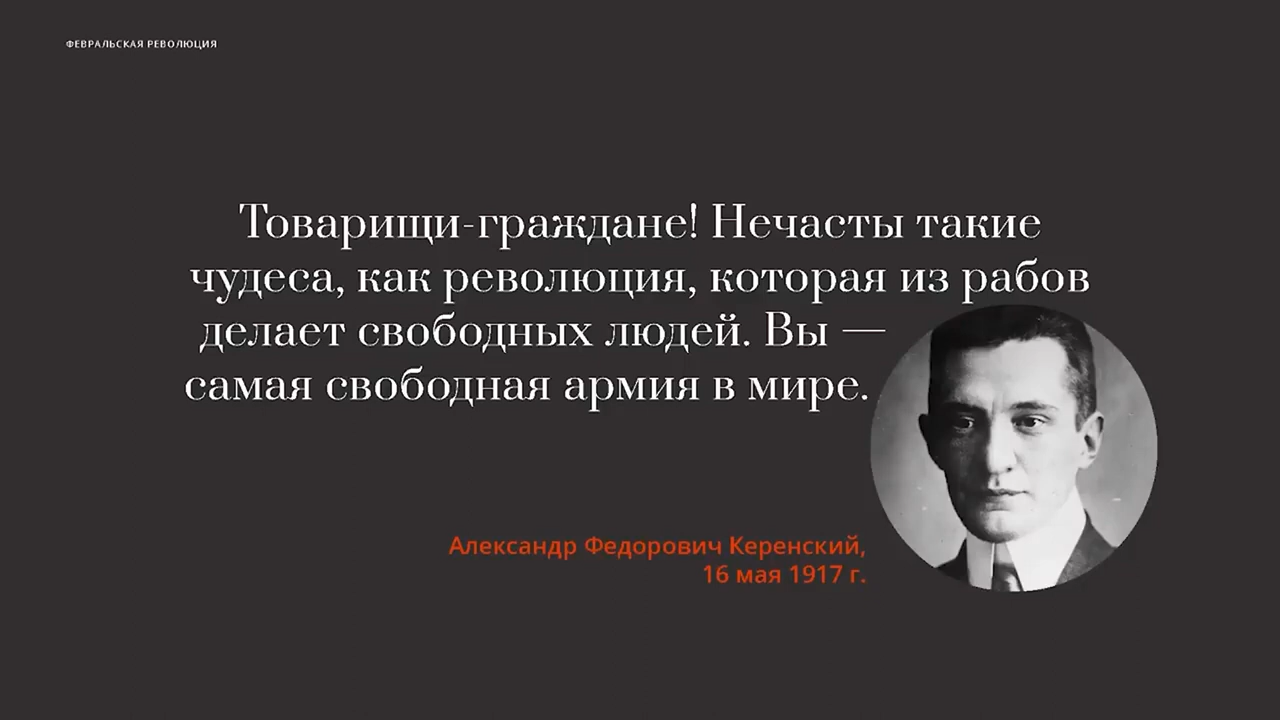 ФЕВРАЛЬСКАЯ РЕВОЛЮЦИЯ
Товарищи-граждане! Нечасты такие
чудеса, как революция, которая из рабов
делает свободных людей. Вы —
самая свободная армия в мире.
Александр Федорович Керенский,
16 мая 1917 г.